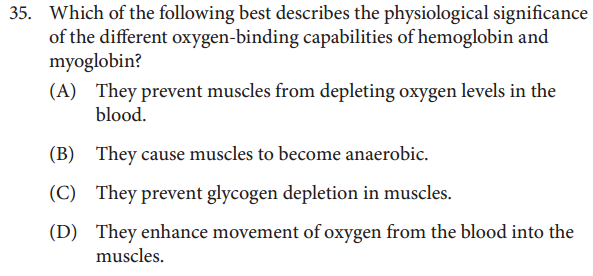 35. Which of the following best describes the physiological significance
of the different oxygen-binding capabilities of hemoglobin and
myoglobin?
(A) They prevent muscles from depleting oxygen levels in the
blood.
(B) They cause muscles to become anaerobic.
(C) They prevent glycogen depletion in muscles.
(D) They enhance movement of oxygen from the blood into the
muscles.